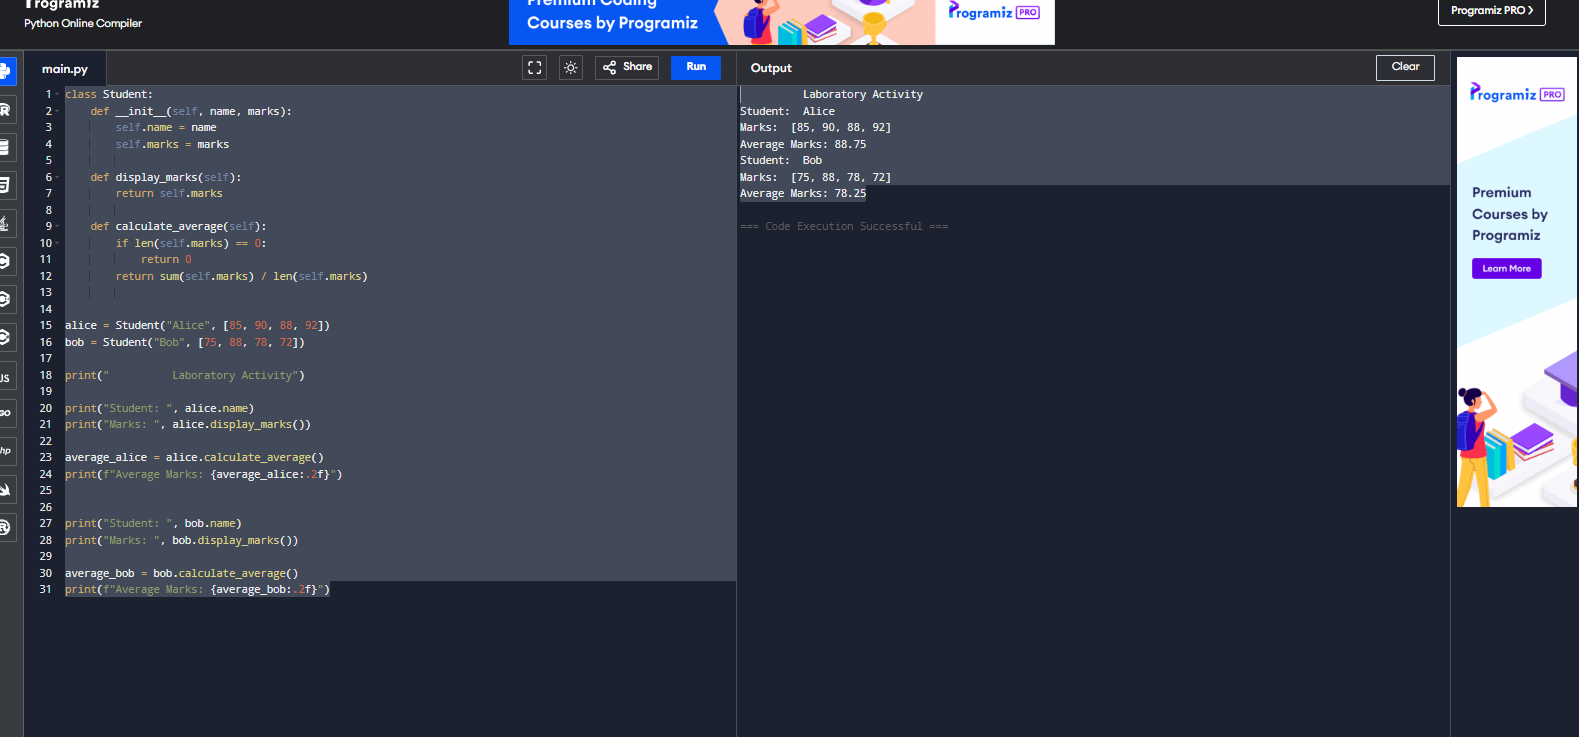 Programiz
Python Online Compiler
Premium Coding
Courses by Programiz
Programiz PRO
Programiz PRO >
main.py
Share
Run
Output
Clear
1 class Student:
2     def __init__(self, name, marks):
3         self.name = name
4         self.marks = marks
5
6     def display_marks(self):
7         return self.marks
8
9     def calculate_average(self):
10         if len(self.marks) == 0:
11             return 0
12         return sum(self.marks) / len(self.marks)
13
14
15 alice = Student("Alice", [85, 90, 88, 92])
16 bob = Student("Bob", [75, 88, 78, 72])
17
18 print("          Laboratory Activity")
19
20 print("Student: ", alice.name)
21 print("Marks: ", alice.display_marks())
22
23 average_alice = alice.calculate_average()
24 print(f"Average Marks: {average_alice:.2f}")
25
26
27 print("Student: ", bob.name)
28 print("Marks: ", bob.display_marks())
29
30 average_bob = bob.calculate_average()
31 print(f"Average Marks: {average_bob:.2f}")
          Laboratory Activity
Student:  Alice
Marks:  [85, 90, 88, 92]
Average Marks: 88.75
Student:  Bob
Marks:  [75, 88, 78, 72]
Average Marks: 78.25
=== Code Execution Successful ===
Programiz PRO
Premium
Courses by
Programiz
Learn More